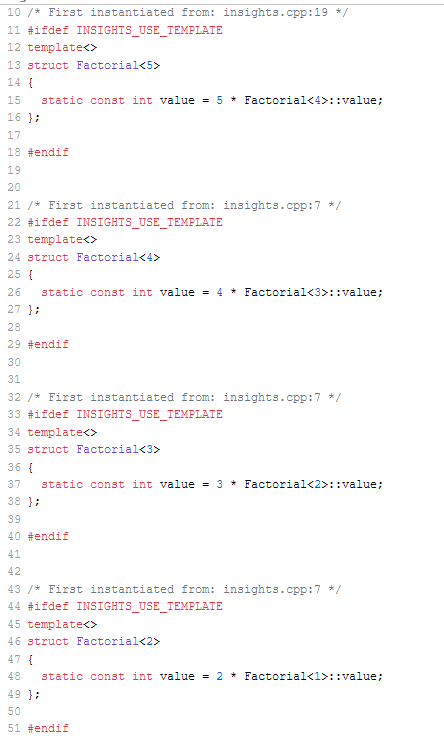 10 /* First instantiated from: insights.cpp:19 */
11 #ifdef INSIGHTS_USE_TEMPLATE
12 template<>
13 struct Factorial<5>
14 {
15   static const int value = 5 * Factorial<4>::value;
16 };
17
18 #endif
19
20
21 /* First instantiated from: insights.cpp:7 */
22 #ifdef INSIGHTS_USE_TEMPLATE
23 template<>
24 struct Factorial<4>
25 {
26   static const int value = 4 * Factorial<3>::value;
27 };
28
29 #endif
30
31
32 /* First instantiated from: insights.cpp:7 */
33 #ifdef INSIGHTS_USE_TEMPLATE
34 template<>
35 struct Factorial<3>
36 {
37   static const int value = 3 * Factorial<2>::value;
38 };
39
40 #endif
41
42
43 /* First instantiated from: insights.cpp:7 */
44 #ifdef INSIGHTS_USE_TEMPLATE
45 template<>
46 struct Factorial<2>
47 {
48   static const int value = 2 * Factorial<1>::value;
49 };
50
51 #endif